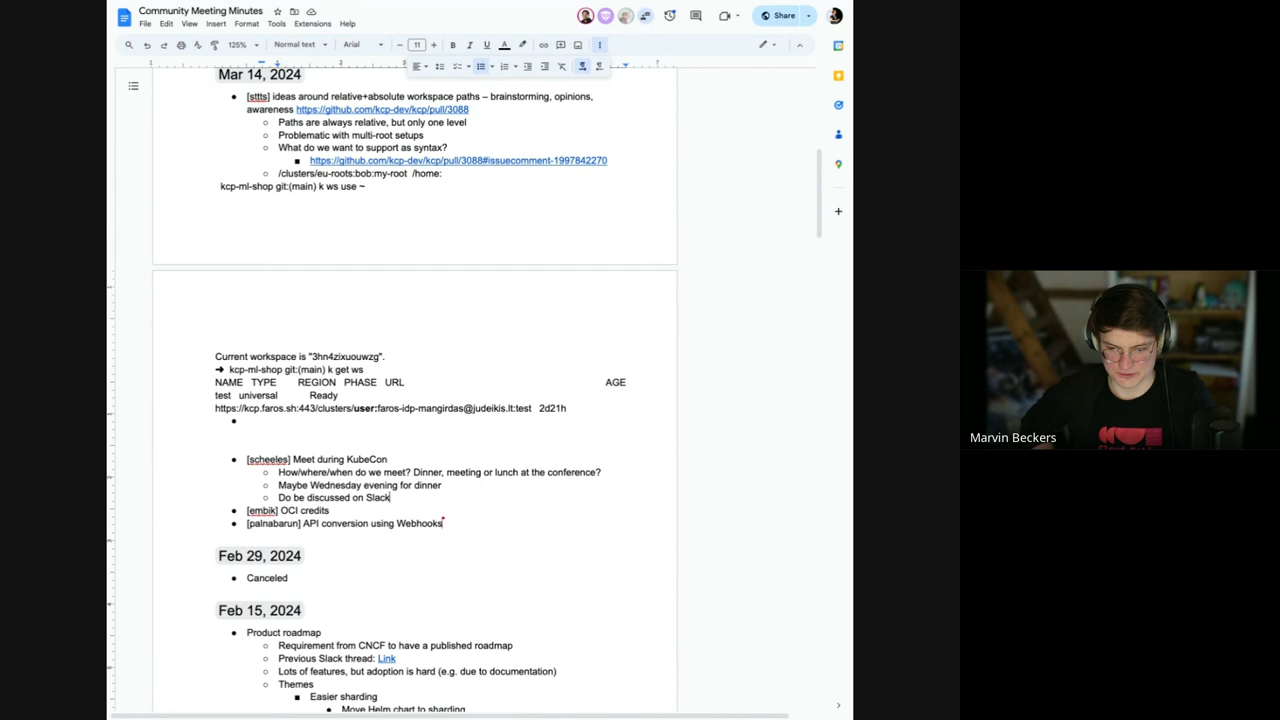 Community Meeting Minutes
File Edit View Insert Format Tools Extensions Help
Share
125% Normal text Arial 11
Mar 14, 2024
[sttts] ideas around relative+absolute workspace paths – brainstorming, opinions,
awareness https://github.com/kcp-dev/kcp/pull/3088
Paths are always relative, but only one level
Problematic with multi-root setups
What do we want to support as syntax?
https://github.com/kcp-dev/kcp/pull/3088#issuecomment-1997842270
/clusters/eu-roots:bob:my-root /home:
kcp-ml-shop git:(main) k ws use ~
Current workspace is "3hn4zixuouwzg".
➜ kcp-ml-shop git:(main) k get ws
NAME TYPE REGION PHASE URL AGE
test universal Ready
https://kcp.faros.sh:443/clusters/user:faros-idp-mangirdas@judeikis.lt:test 2d21h
[scheeles] Meet during KubeCon
How/where/when do we meet? Dinner, meeting or lunch at the conference?
Maybe Wednesday evening for dinner
Do be discussed on Slack
[embik] OCI credits
[palnabarun] API conversion using Webhooks
Feb 29, 2024
Canceled
Feb 15, 2024
Product roadmap
Requirement from CNCF to have a published roadmap
Previous Slack thread: Link
Lots of features, but adoption is hard (e.g. due to documentation)
Themes
Easier sharding
Move Helm chart to sharding
Marvin Beckers